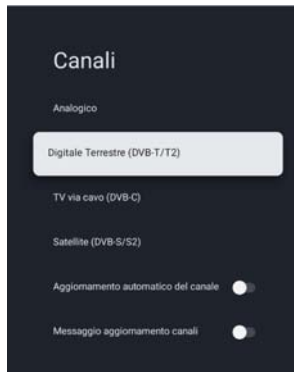 Canali
Analogico
Digitale Terrestre (DVB-T/T2)
TV via cavo (DVB-C)
Satellite (DVB-S/S2)
Aggiornamento automatico del canale
Messaggio aggiornamento canali